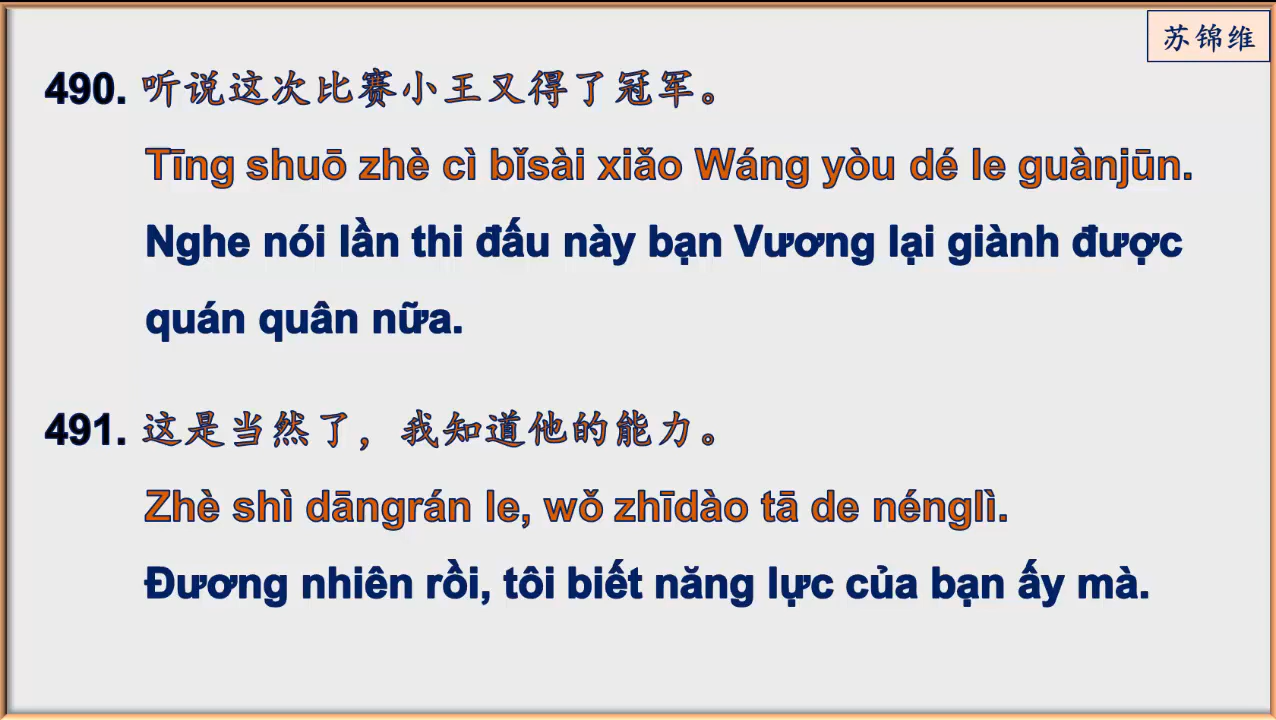 苏锦维
490. 听说这次比赛小王又得了冠军。
Tīng shuō zhè cì bǐsài xiǎo Wáng yòu dé le guànjūn.
Nghe nói lần thi đấu này bạn Vương lại giành được
quán quân nữa.
491. 这是当然了，我知道他的能力。
Zhè shì dāngrán le, wǒ zhīdào tā de nénglì.
Đương nhiên rồi, tôi biết năng lực của bạn ấy mà.